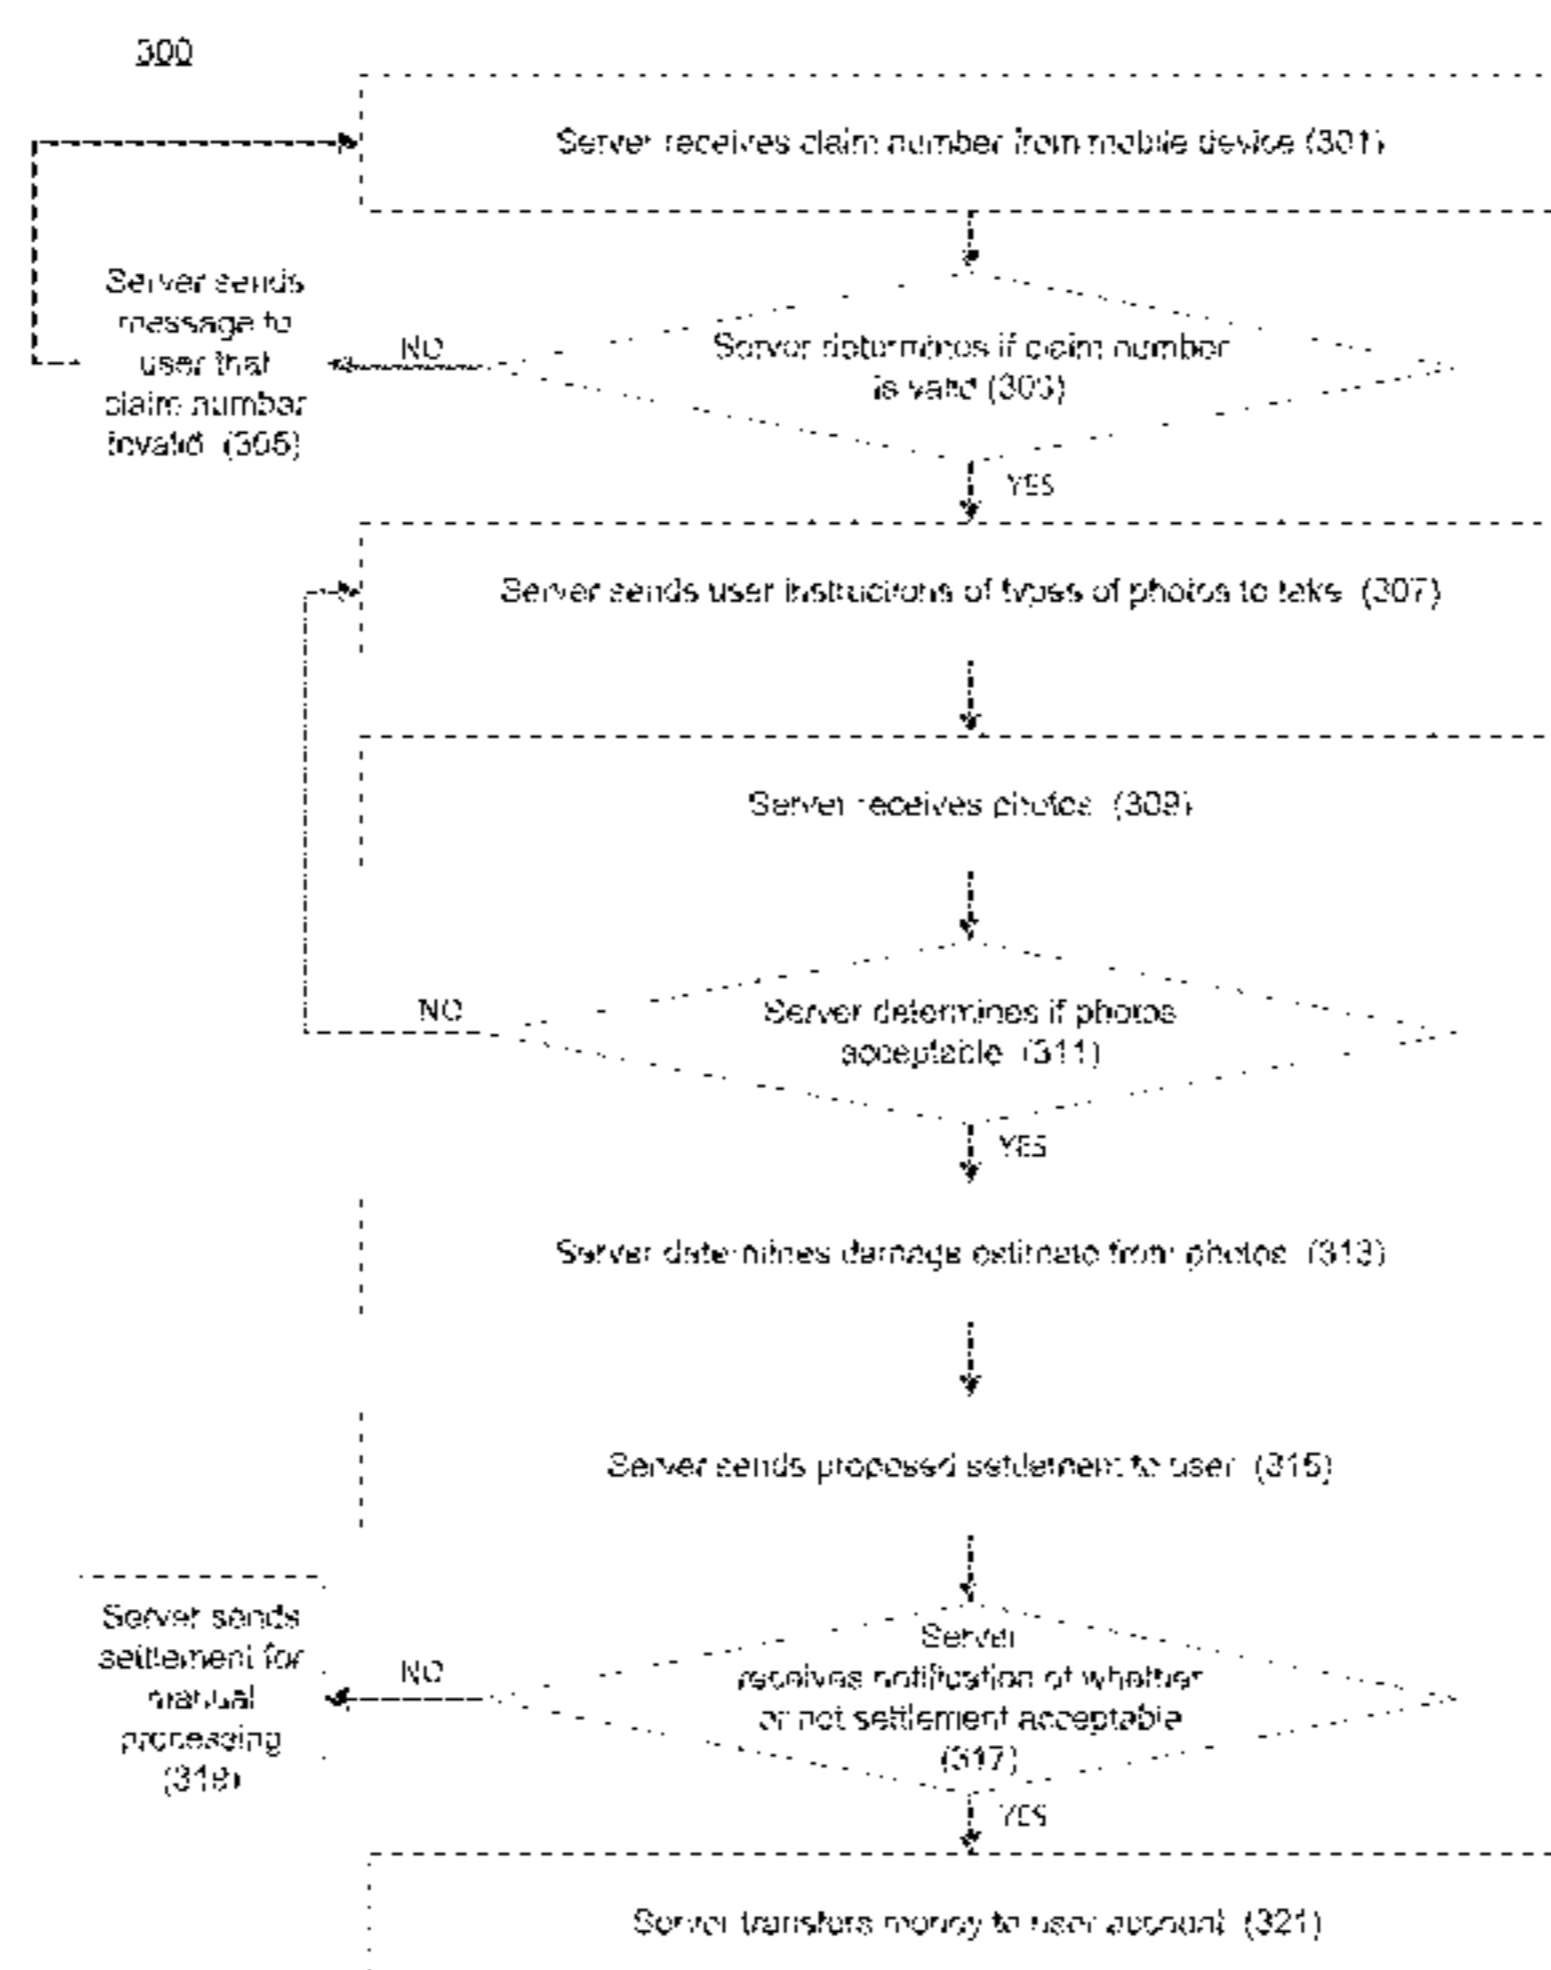 300
Server receives claim number from mobile device (301)
Server determines if claim number
is valid (303)
NO
Server sends
message to
user that
claim number
invalid (305)
YES
Server sends user instructions of types of photos to take (307)
Server receives photos (309)
Server determines if photos
acceptable (311)
NO
YES
Server determines damage estimate from photos (313)
Server sends proposed settlement to user (315)
Server
receives notification of whether
or not settlement acceptable
(317)
NO
Server sends
settlement for
manual
processing
(319)
YES
Server transfers money to user account (321)